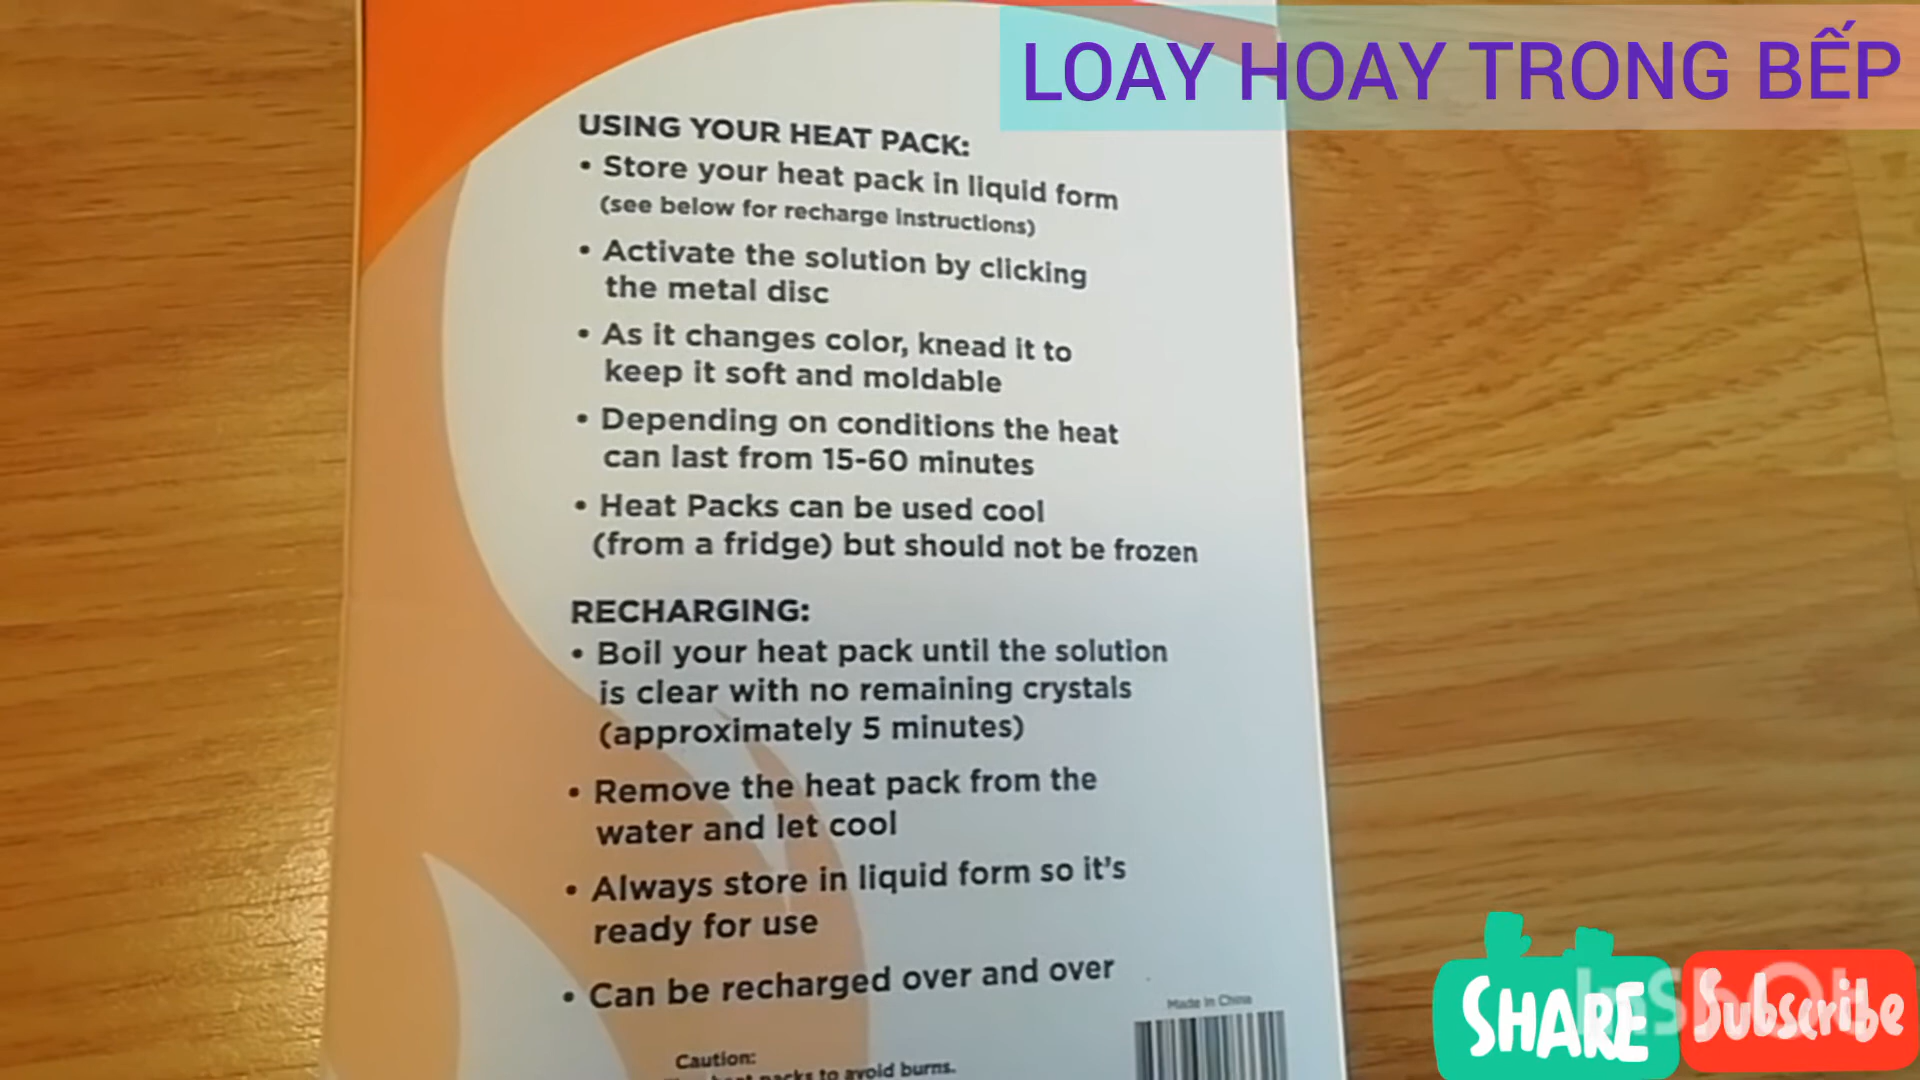 LOAY HOAY TRONG BẾP
USING YOUR HEAT PACK:
• Store your heat pack in liquid form
(see below for recharge instructions)
• Activate the solution by clicking
the metal disc
• As it changes color, knead it to
keep it soft and moldable
• Depending on conditions the heat
can last from 15-60 minutes
• Heat Packs can be used cool
(from a fridge) but should not be frozen
RECHARGING:
• Boil your heat pack until the solution
is clear with no remaining crystals
(approximately 5 minutes)
• Remove the heat pack from the
water and let cool
• Always store in liquid form so it's
ready for use
• Can be recharged over and over
Made in China
Caution:
heat packs to avoid burns.
SHARE
Subscribe